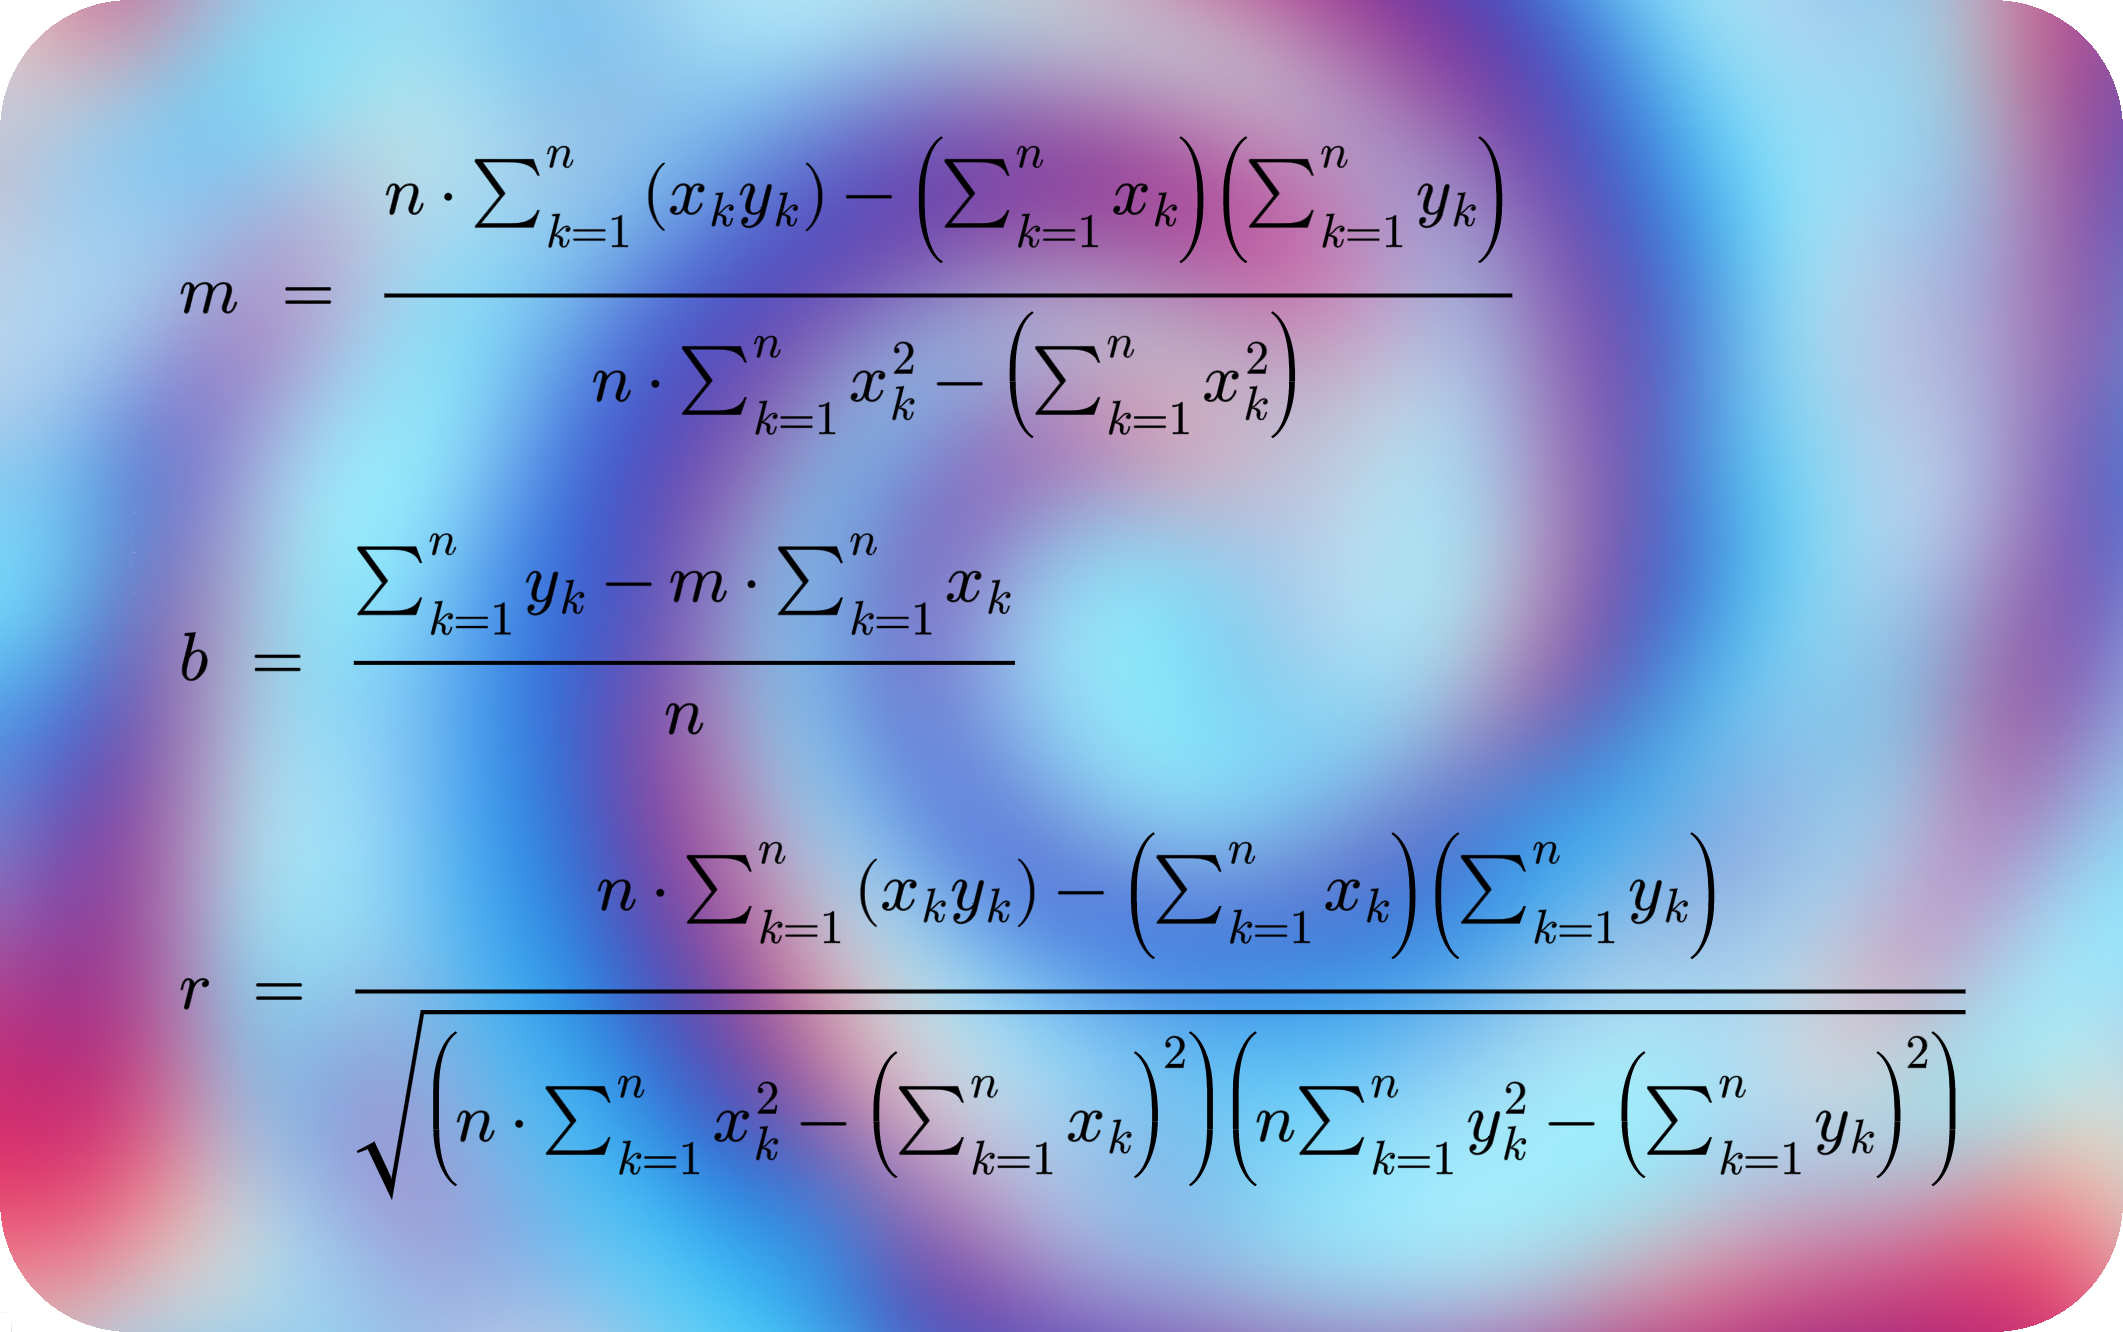 m = \frac{n \cdot \sum_{k=1}^{n} (x_k y_k) - \left(\sum_{k=1}^{n} x_k\right)\left(\sum_{k=1}^{n} y_k\right)}{n \cdot \sum_{k=1}^{n} x_k^2 - \left(\sum_{k=1}^{n} x_k^2\right)}
b = \frac{\sum_{k=1}^{n} y_k - m \cdot \sum_{k=1}^{n} x_k}{n}
r = \frac{n \cdot \sum_{k=1}^{n} (x_k y_k) - \left(\sum_{k=1}^{n} x_k\right)\left(\sum_{k=1}^{n} y_k\right)}{\sqrt{\left(n \cdot \sum_{k=1}^{n} x_k^2 - \left(\sum_{k=1}^{n} x_k\right)^2\right)\left(n \sum_{k=1}^{n} y_k^2 - \left(\sum_{k=1}^{n} y_k\right)^2\right)}}